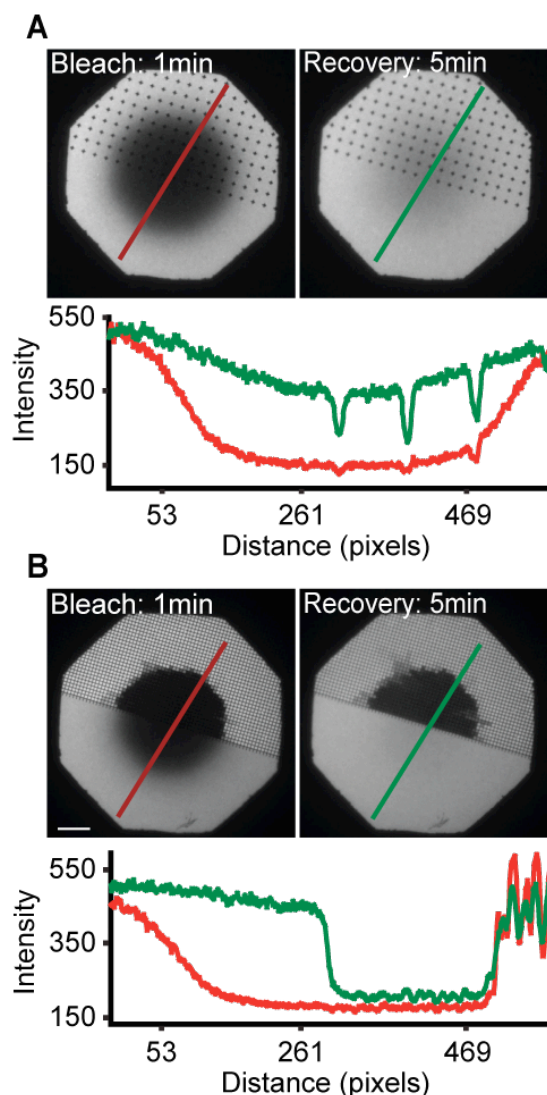 A
Bleach: 1min
Recovery: 5min
550
350
150
Intensity
53
261
469
Distance (pixels)
B
Bleach: 1min
Recovery: 5min
550
350
150
Intensity
53
261
469
Distance (pixels)